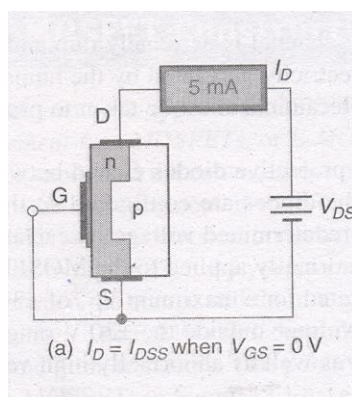 I_D
5 mA
D
n
G
p
V_DS
S
(a) I_D = I_DSS when V_GS = 0 V